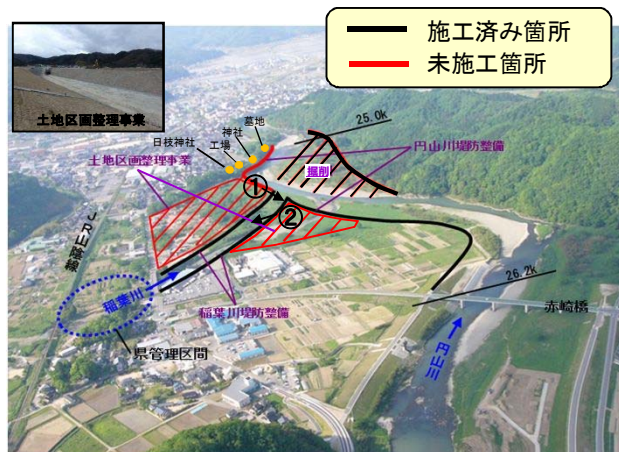 施工済み箇所
未施工箇所
土地区画整理事業
墓地
神社
工場
日枝神社
25.0k
円山川堤防整備
土地区画整理事業
掘削
①
②
JR山陰線
稲葉川
稲葉川堤防整備
26.2k
赤崎橋
円山川
県管理区間